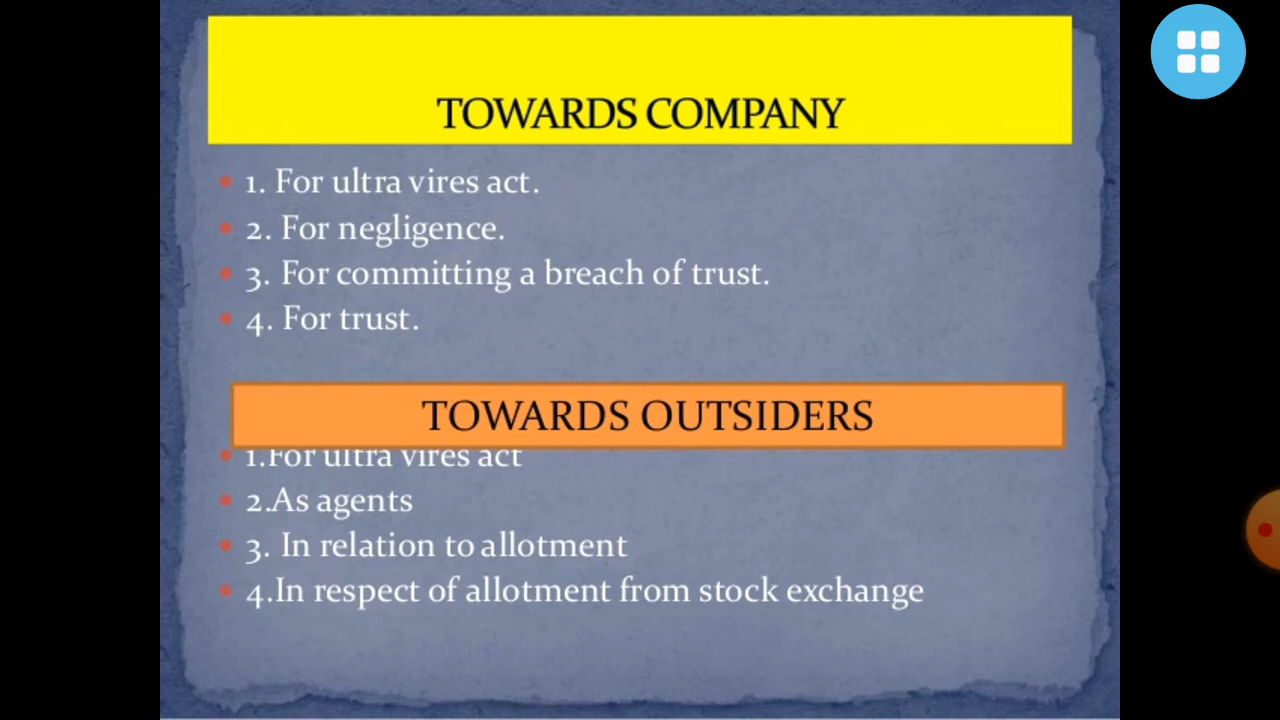 TOWARDS COMPANY
1. For ultra vires act.
2. For negligence.
3. For committing a breach of trust.
4. For trust.
TOWARDS OUTSIDERS
1.For ultra vires act
2.As agents
3. In relation to allotment
4.In respect of allotment from stock exchange